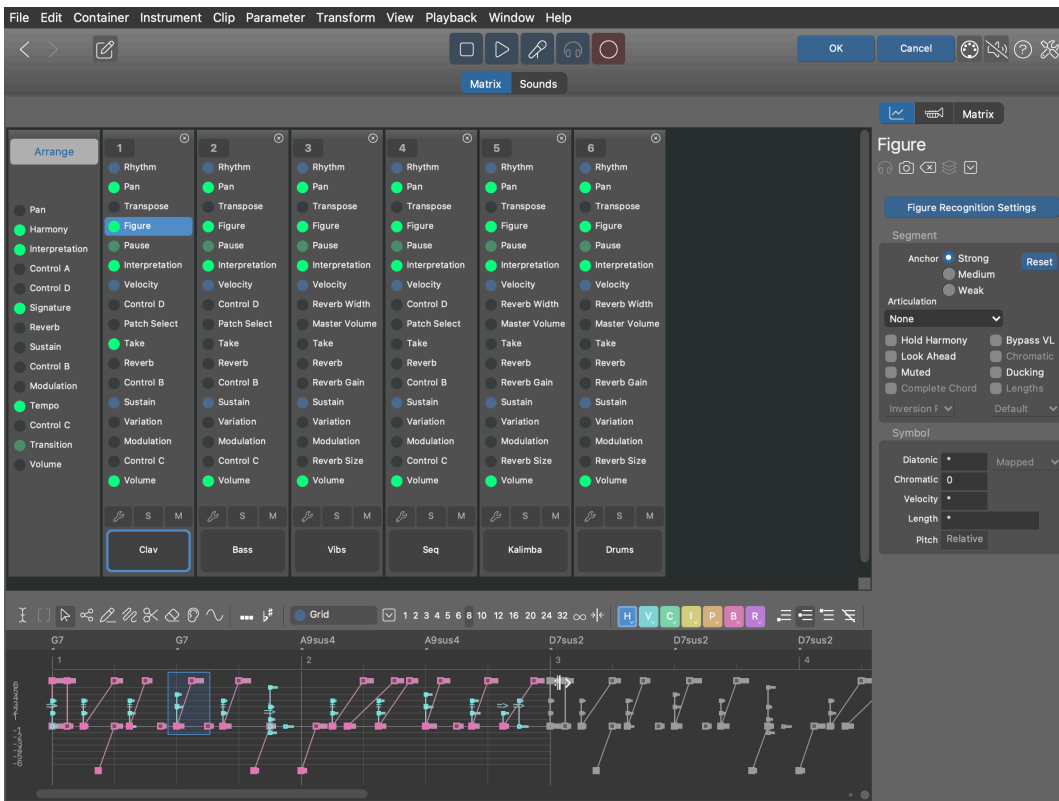 File Edit Container Instrument Clip Parameter Transform View Playback Window Help
OK Cancel
Matrix Sounds
Matrix
Arrange
Pan
Harmony
Interpretation
Control A
Control D
Signature
Reverb
Sustain
Control B
Modulation
Tempo
Control C
Transition
Volume
1
Rhythm
Pan
Transpose
Figure
Pause
Interpretation
Velocity
Control D
Patch Select
Take
Reverb
Control B
Sustain
Variation
Modulation
Control C
Volume
S M
Clav
2
Rhythm
Pan
Transpose
Figure
Pause
Interpretation
Velocity
Control D
Patch Select
Take
Reverb
Control B
Sustain
Variation
Modulation
Control C
Volume
S M
Bass
3
Rhythm
Pan
Transpose
Figure
Pause
Interpretation
Velocity
Reverb Width
Master Volume
Take
Reverb
Reverb Gain
Sustain
Variation
Modulation
Reverb Size
Volume
S M
Vibs
4
Rhythm
Pan
Transpose
Figure
Pause
Interpretation
Velocity
Control D
Patch Select
Take
Reverb
Control B
Sustain
Variation
Modulation
Control C
Volume
S M
Seq
5
Rhythm
Pan
Transpose
Figure
Pause
Interpretation
Velocity
Reverb Width
Master Volume
Take
Reverb
Reverb Gain
Sustain
Variation
Modulation
Reverb Size
Volume
S M
Kalimba
6
Rhythm
Pan
Transpose
Figure
Pause
Interpretation
Velocity
Reverb Width
Master Volume
Take
Reverb
Reverb Gain
Sustain
Variation
Modulation
Reverb Size
Volume
S M
Drums
Figure
Figure Recognition Settings
Segment
Anchor Strong Reset
Medium
Weak
Articulation
None
Hold Harmony Bypass VL
Look Ahead Chromatic
Muted Ducking
Complete Chord Lengths
Inversion F Default
Symbol
Diatonic * Mapped
Chromatic 0
Velocity *
Length *
Pitch Relative
Grid 1 2 3 4 5 6 8 10 12 16 20 24 32 ∞ H V C I P B R
G7 G7 A9sus4 A9sus4 D7sus2 D7sus2 D7sus2
1 2 3 4